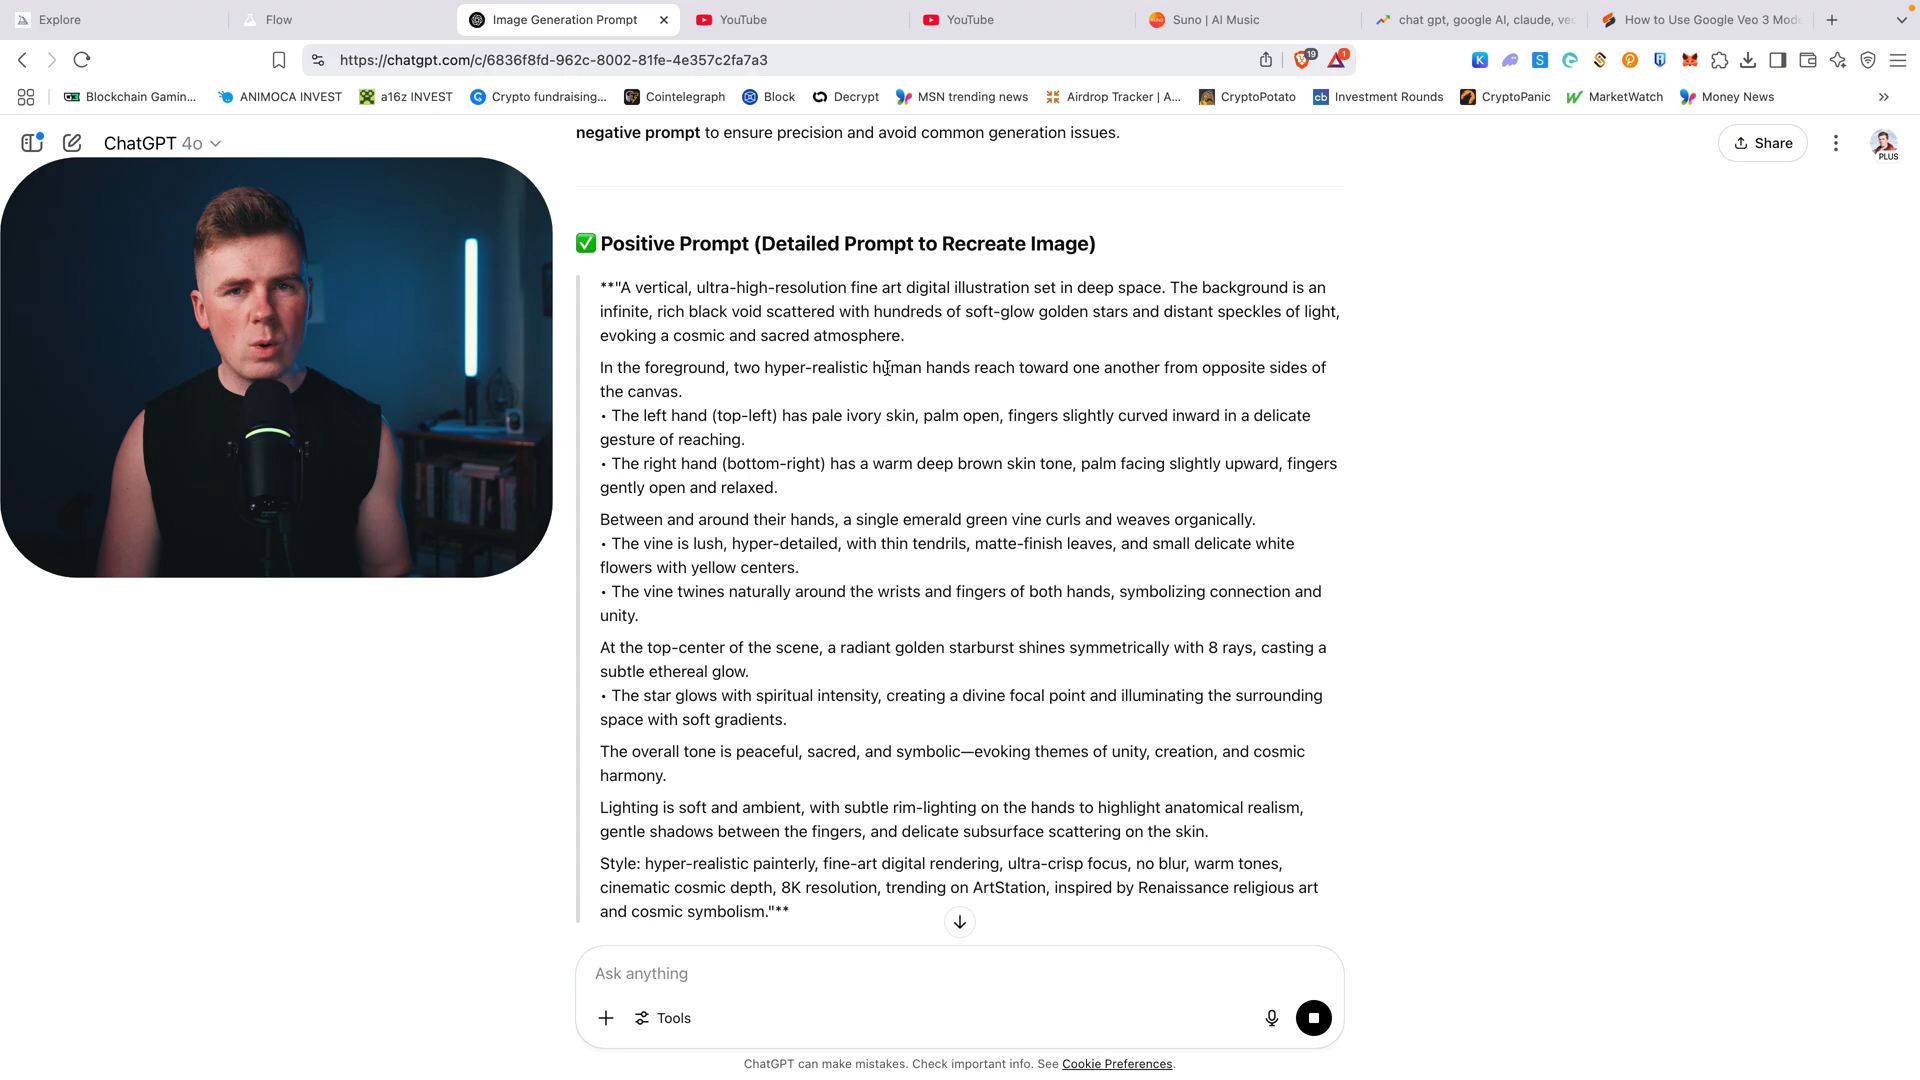 Explore
Flow
Image Generation Prompt
YouTube
YouTube
Suno | AI Music
chat gpt, google AI, claude, vec
How to Use Google Veo 3 Mode
https://chatgpt.com/c/6836f8fd-962c-8002-81fe-4e357c2fa7a3
19
1
Blockchain Gamin...
ANIMOCA INVEST
a16z INVEST
Crypto fundraising...
Cointelegraph
Block
Decrypt
MSN trending news
Airdrop Tracker | A...
CryptoPotato
Investment Rounds
CryptoPanic
MarketWatch
Money News
ChatGPT 4o
Share
PLUS
negative prompt to ensure precision and avoid common generation issues.
Positive Prompt (Detailed Prompt to Recreate Image)
**"A vertical, ultra-high-resolution fine art digital illustration set in deep space. The background is an
infinite, rich black void scattered with hundreds of soft-glow golden stars and distant speckles of light,
evoking a cosmic and sacred atmosphere.
In the foreground, two hyper-realistic human hands reach toward one another from opposite sides of
the canvas.
• The left hand (top-left) has pale ivory skin, palm open, fingers slightly curved inward in a delicate
gesture of reaching.
• The right hand (bottom-right) has a warm deep brown skin tone, palm facing slightly upward, fingers
gently open and relaxed.
Between and around their hands, a single emerald green vine curls and weaves organically.
• The vine is lush, hyper-detailed, with thin tendrils, matte-finish leaves, and small delicate white
flowers with yellow centers.
• The vine twines naturally around the wrists and fingers of both hands, symbolizing connection and
unity.
At the top-center of the scene, a radiant golden starburst shines symmetrically with 8 rays, casting a
subtle ethereal glow.
• The star glows with spiritual intensity, creating a divine focal point and illuminating the surrounding
space with soft gradients.
The overall tone is peaceful, sacred, and symbolic—evoking themes of unity, creation, and cosmic
harmony.
Lighting is soft and ambient, with subtle rim-lighting on the hands to highlight anatomical realism,
gentle shadows between the fingers, and delicate subsurface scattering on the skin.
Style: hyper-realistic painterly, fine-art digital rendering, ultra-crisp focus, no blur, warm tones,
cinematic cosmic depth, 8K resolution, trending on ArtStation, inspired by Renaissance religious art
and cosmic symbolism."**
Ask anything
Tools
ChatGPT can make mistakes. Check important info. See Cookie Preferences.